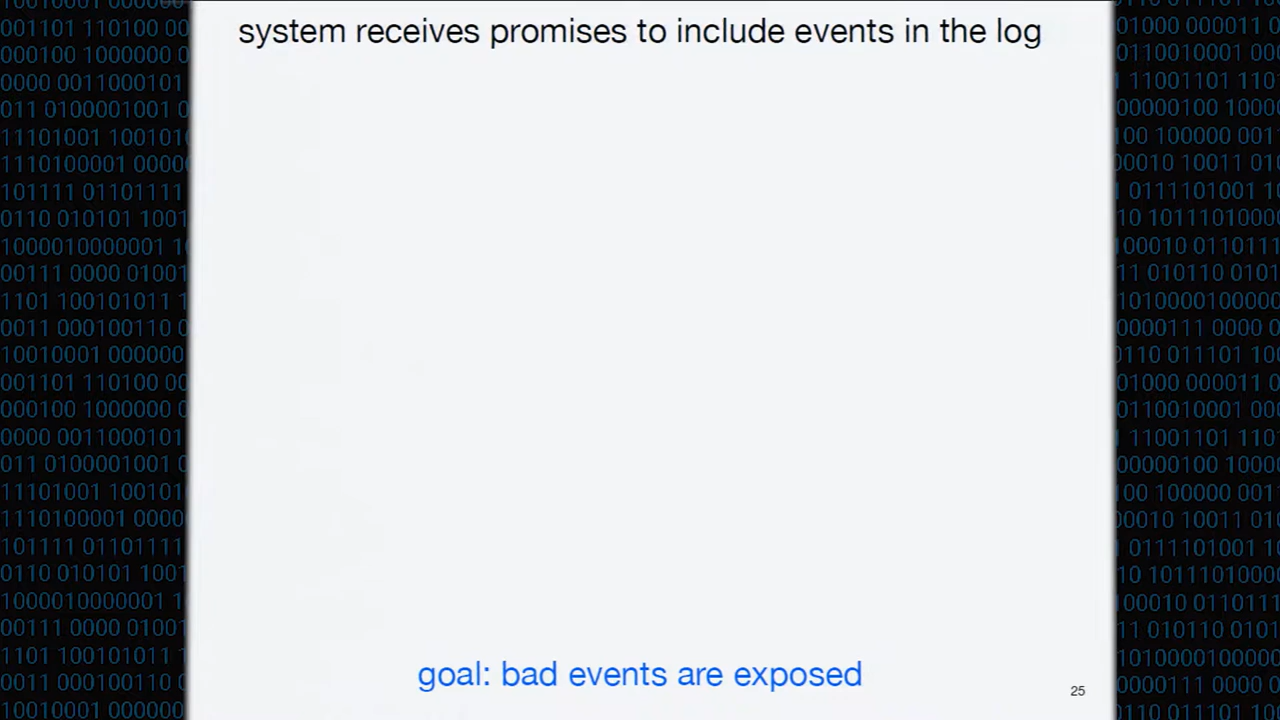 system receives promises to include events in the log
goal: bad events are exposed
25